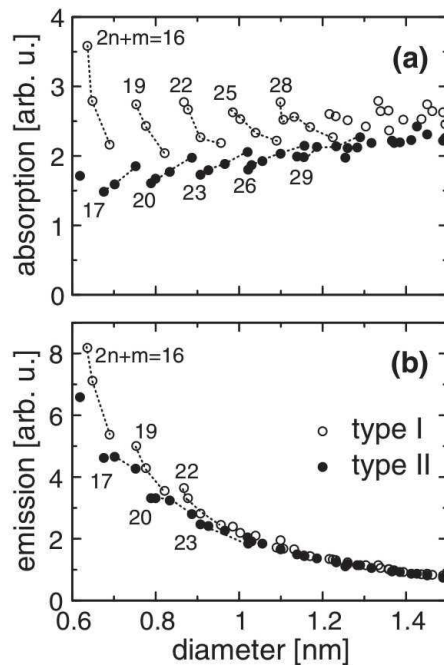 (a)
2n+m=16
19
22
25
28
17
20
23
26
29
4
3
2
1
0
absorption [arb. u.]
(b)
2n+m=16
19
22
17
20
23
type I
type II
8
6
4
2
0
emission [arb. u.]
0.6 0.8 1.0 1.2 1.4
diameter [nm]